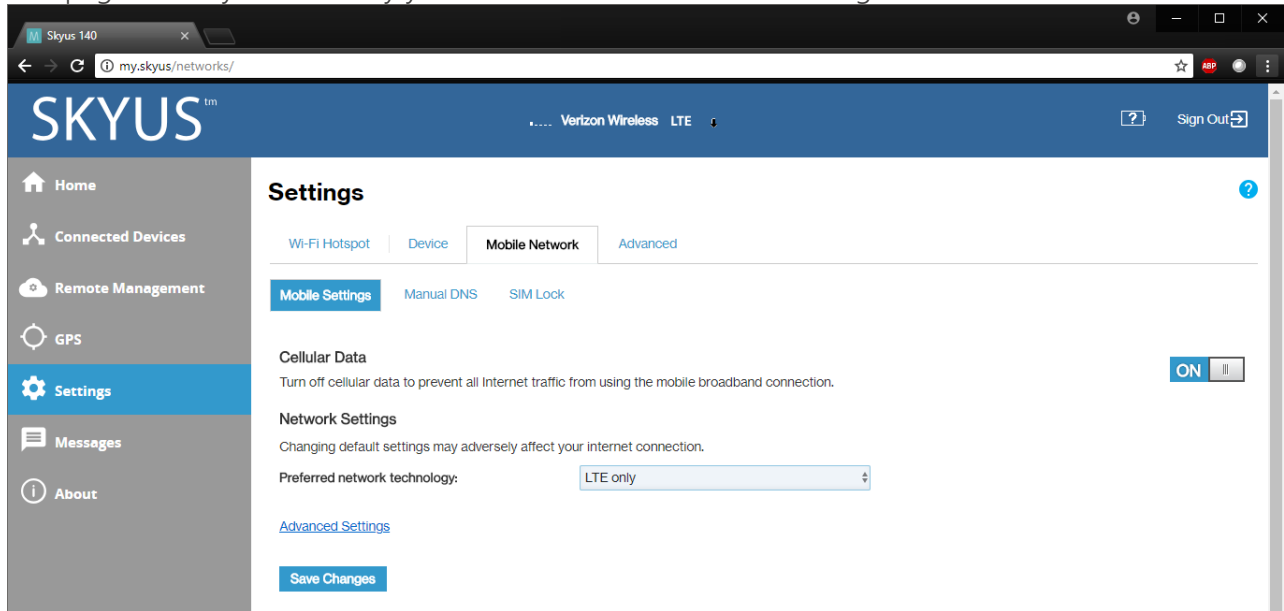 Skyus 140
my.skyus/networks/
ABP
SKYUS™
Verizon Wireless LTE
Sign Out
Home
Connected Devices
Remote Management
GPS
Settings
Messages
About
Settings
Wi-Fi Hotspot Device Mobile Network Advanced
Mobile Settings Manual DNS SIM Lock
Cellular Data
Turn off cellular data to prevent all Internet traffic from using the mobile broadband connection.
ON
Network Settings
Changing default settings may adversely affect your internet connection.
Preferred network technology: LTE only
Advanced Settings
Save Changes